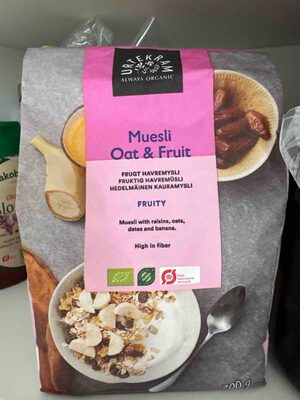 URTEKRAM
ALWAYS ORGANIC
Muesli
Oat & Fruit
FRUGT HAVREMYSLI
FRUKTIG HAVREMÜSLI
HEDELMÄINEN KAURAMYSLI
FRUITY
Muesli with raisins, oats,
dates and banana.
High in fiber
700 g